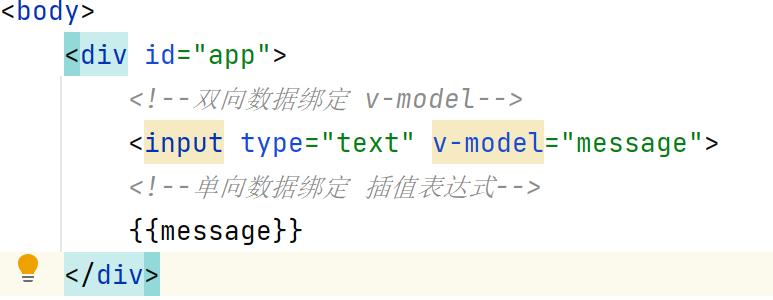 <body>
<div id="app">
<!--双向数据绑定 v-model-->
<input type="text" v-model="message">
<!--单向数据绑定 插值表达式-->
{{message}}
</div>